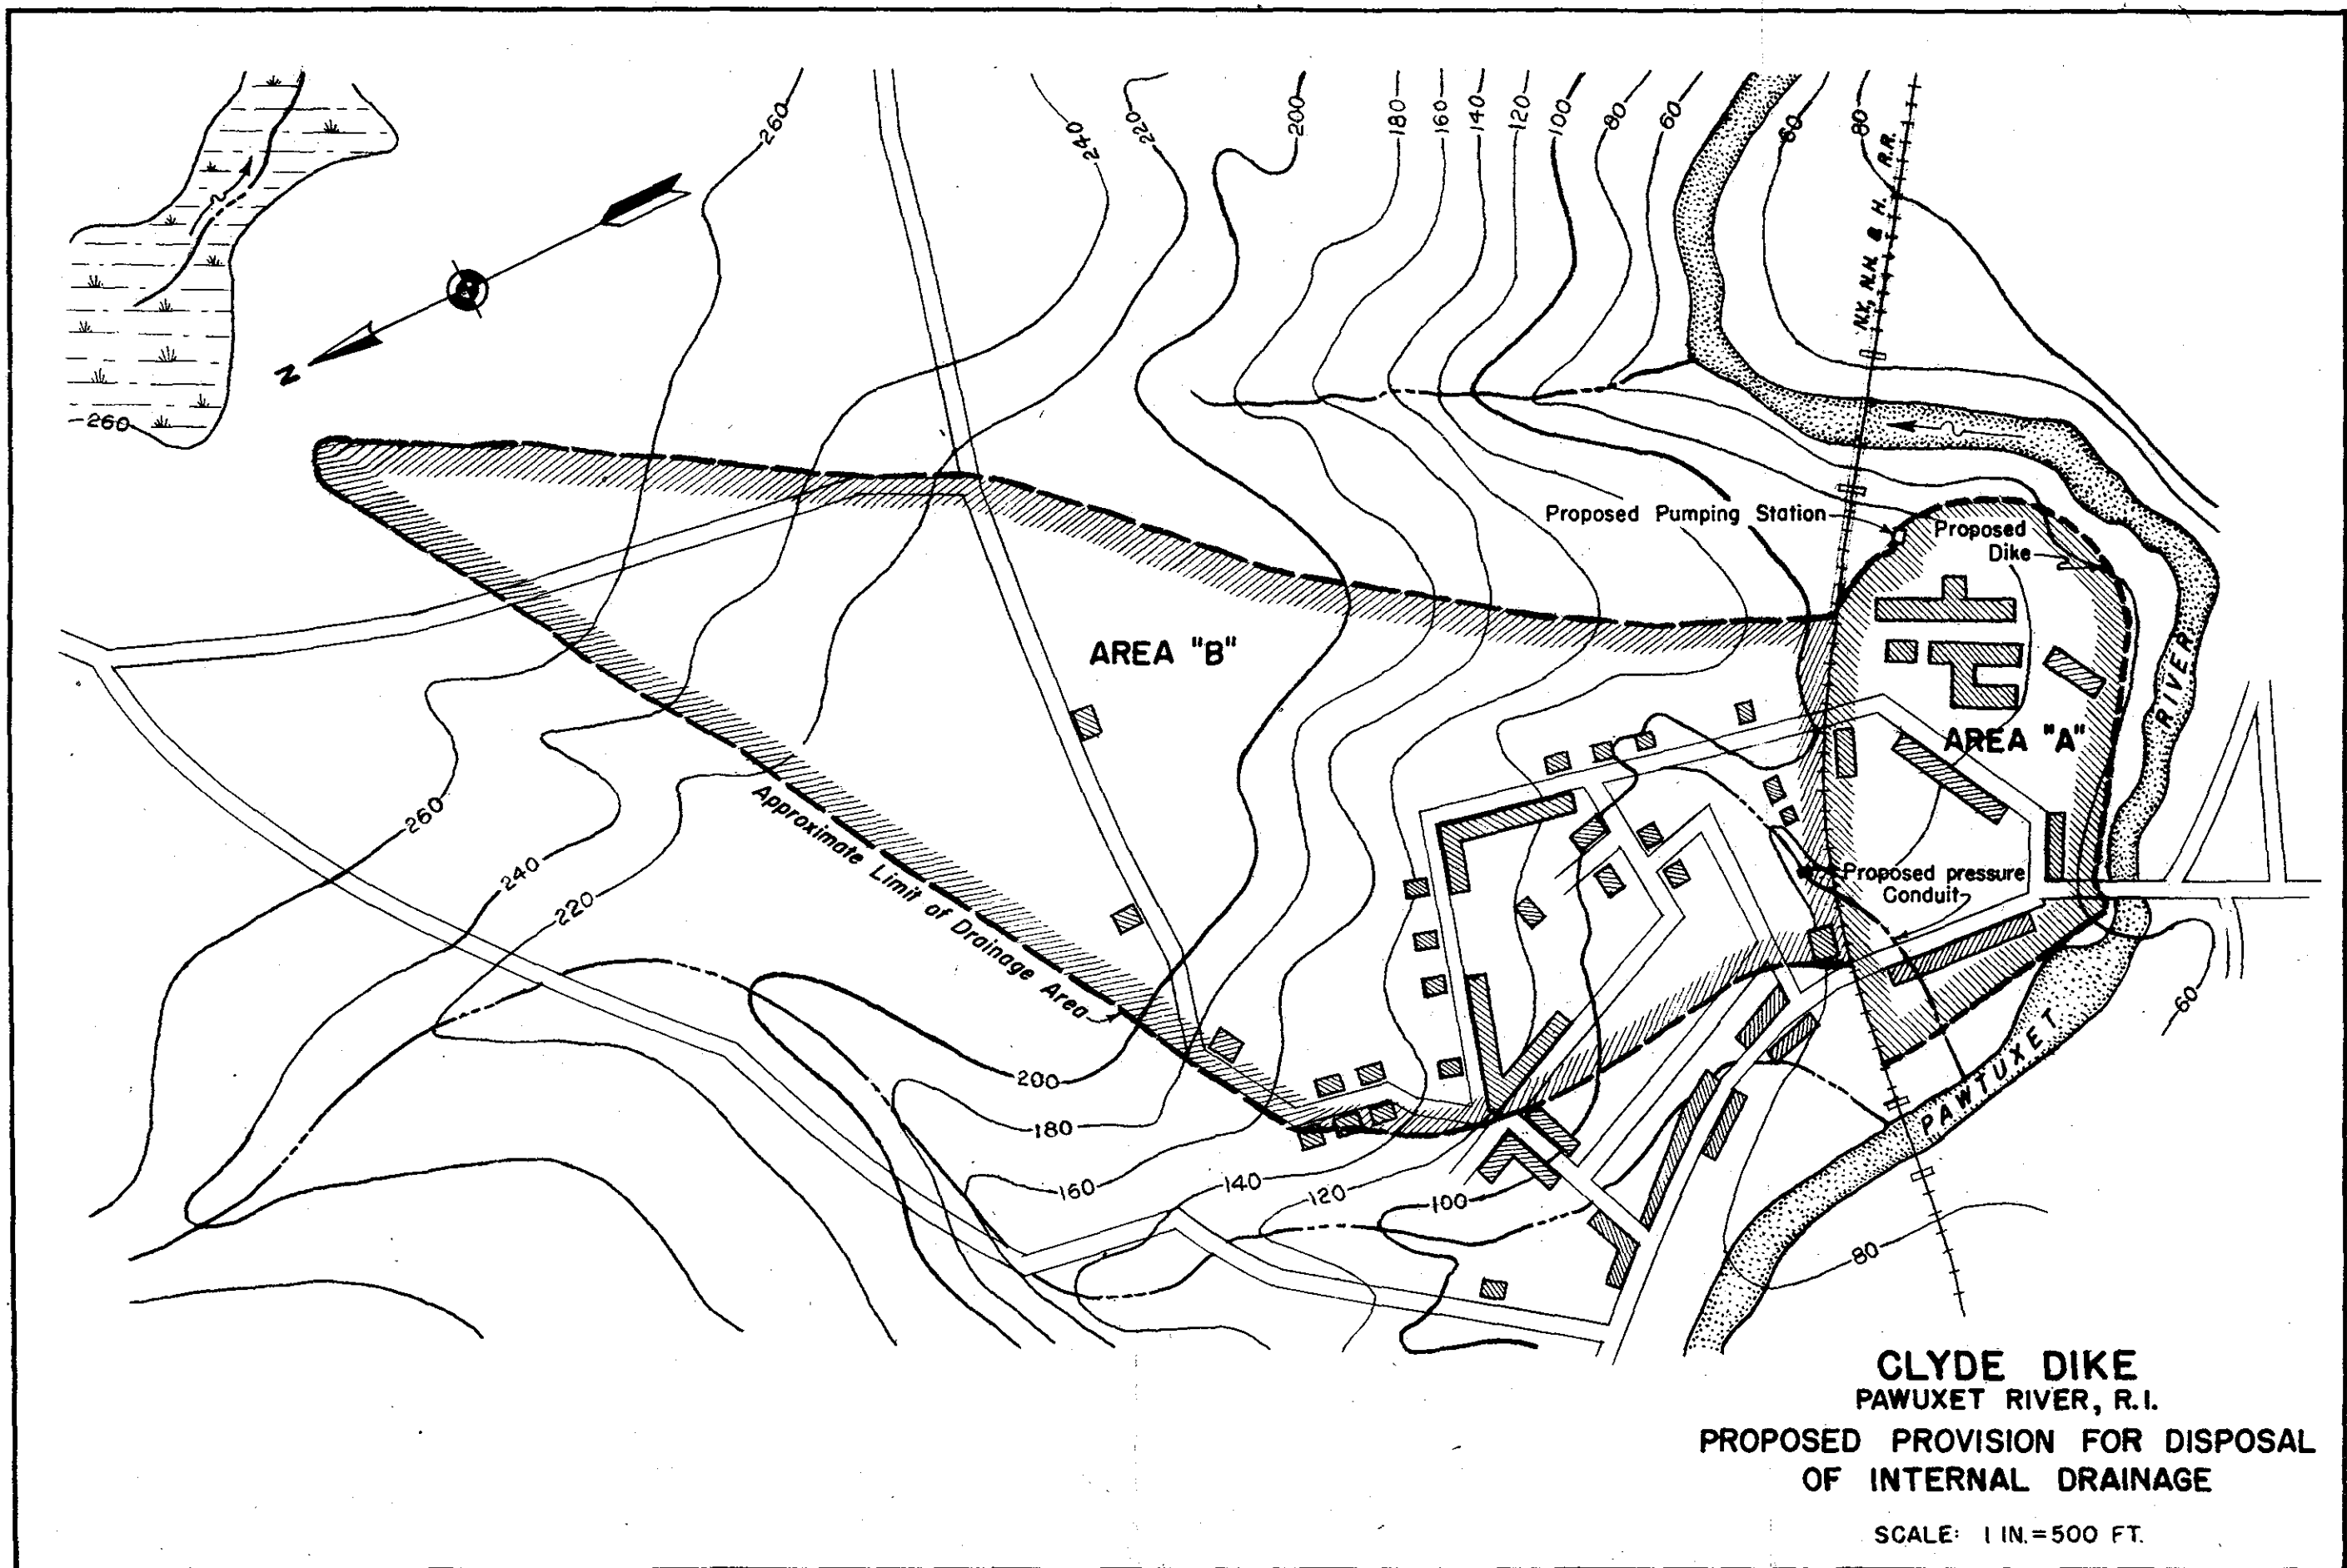 260
240
220
200
180
160
140
120
100
80
60
60
80
N.Y., N.H. & H. R.R.
N
260
Proposed Pumping Station
Proposed
Dike
AREA "B"
RIVER
AREA "A"
Approximate Limit of Drainage Area
260
240
220
Proposed pressure
Conduit
60
PAWTUXET
200
180
160
140
120
100
80
CLYDE DIKE
PAWUXET RIVER, R.I.
PROPOSED PROVISION FOR DISPOSAL
OF INTERNAL DRAINAGE
SCALE: 1 IN.=500 FT.